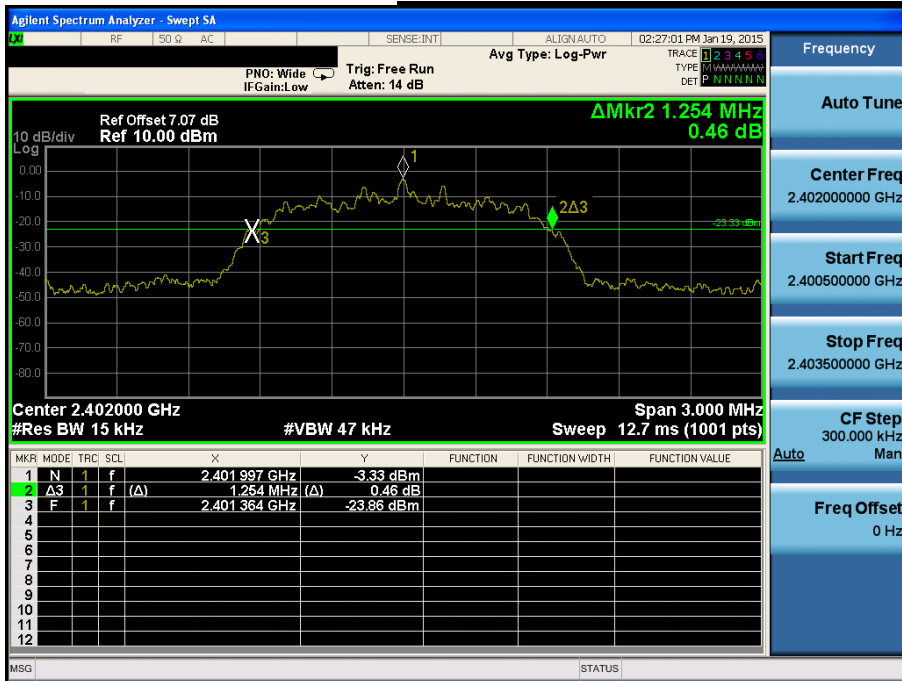 Agilent Spectrum Analyzer - Swept SA
LXI RF 50 Ω AC SENSE:INT ALIGN AUTO 02:27:01 PM Jan 19, 2015
PNO: Wide Trig: Free Run Avg Type: Log-Pwr TRACE 1 2 3 4 5 6
IFGain:Low Atten: 14 dB TYPE M WWWWW
DET P N N N N N
Ref Offset 7.07 dB ΔMkr2 1.254 MHz
10 dB/div Ref 10.00 dBm 0.46 dB
Log
1
0.00
-10.0
2Δ3
-20.0
-23.33 dBm
3
-30.0
-40.0
-50.0
-60.0
-70.0
-80.0
Center 2.402000 GHz Span 3.000 MHz
#Res BW 15 kHz #VBW 47 kHz Sweep 12.7 ms (1001 pts)
MKR MODE TRC SCL X Y FUNCTION FUNCTION WIDTH FUNCTION VALUE
1 N 1 f 2.401 997 GHz -3.33 dBm
2 Δ3 1 f (Δ) 1.254 MHz (Δ) 0.46 dB
3 F 1 f 2.401 364 GHz -23.86 dBm
4
5
6
7
8
9
10
11
12
MSG STATUS
Frequency
Auto Tune
Center Freq
2.402000000 GHz
Start Freq
2.400500000 GHz
Stop Freq
2.403500000 GHz
CF Step
300.000 kHz
Auto Man
Freq Offset
0 Hz